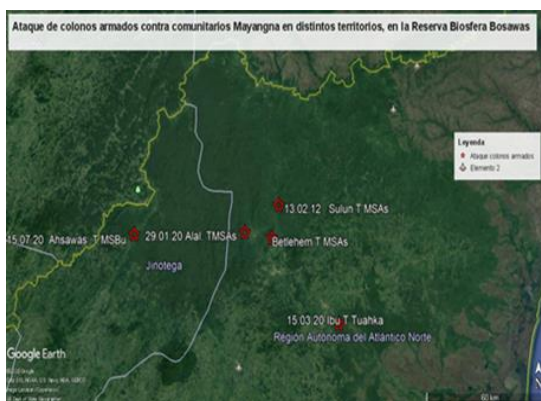 Ataque de colonos armados contra comunitarios Mayangna en distintos territorios, en la Reserva Biosfera Bosawas
Leyenda
Ataque colonos armados
Elemento 2
13.02.12 Sulun T MSAs
15.07.20 Ahsawas T MSBu
29.01.20 Alal TMSAs
Betlehem T MSAs
Jinotega
15.03.20 Ibu T Tuahka
Región Autónoma del Atlántico Norte
Google Earth
60 km
N